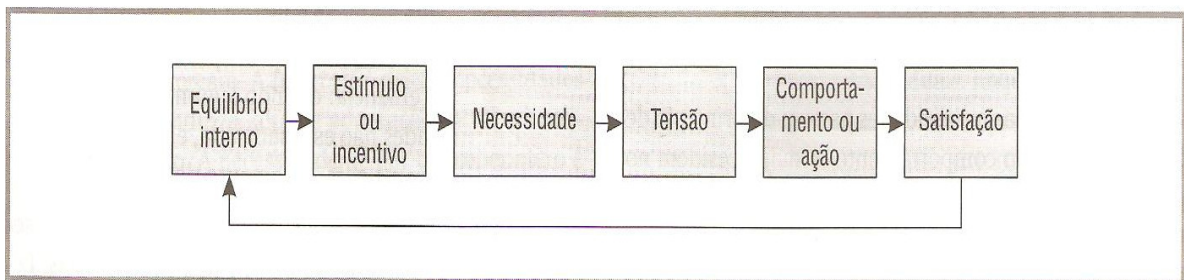 Equilíbrio
interno
Estímulo
ou
incentivo
Necessidade
Tensão
Comporta-
mento ou
ação
Satisfação